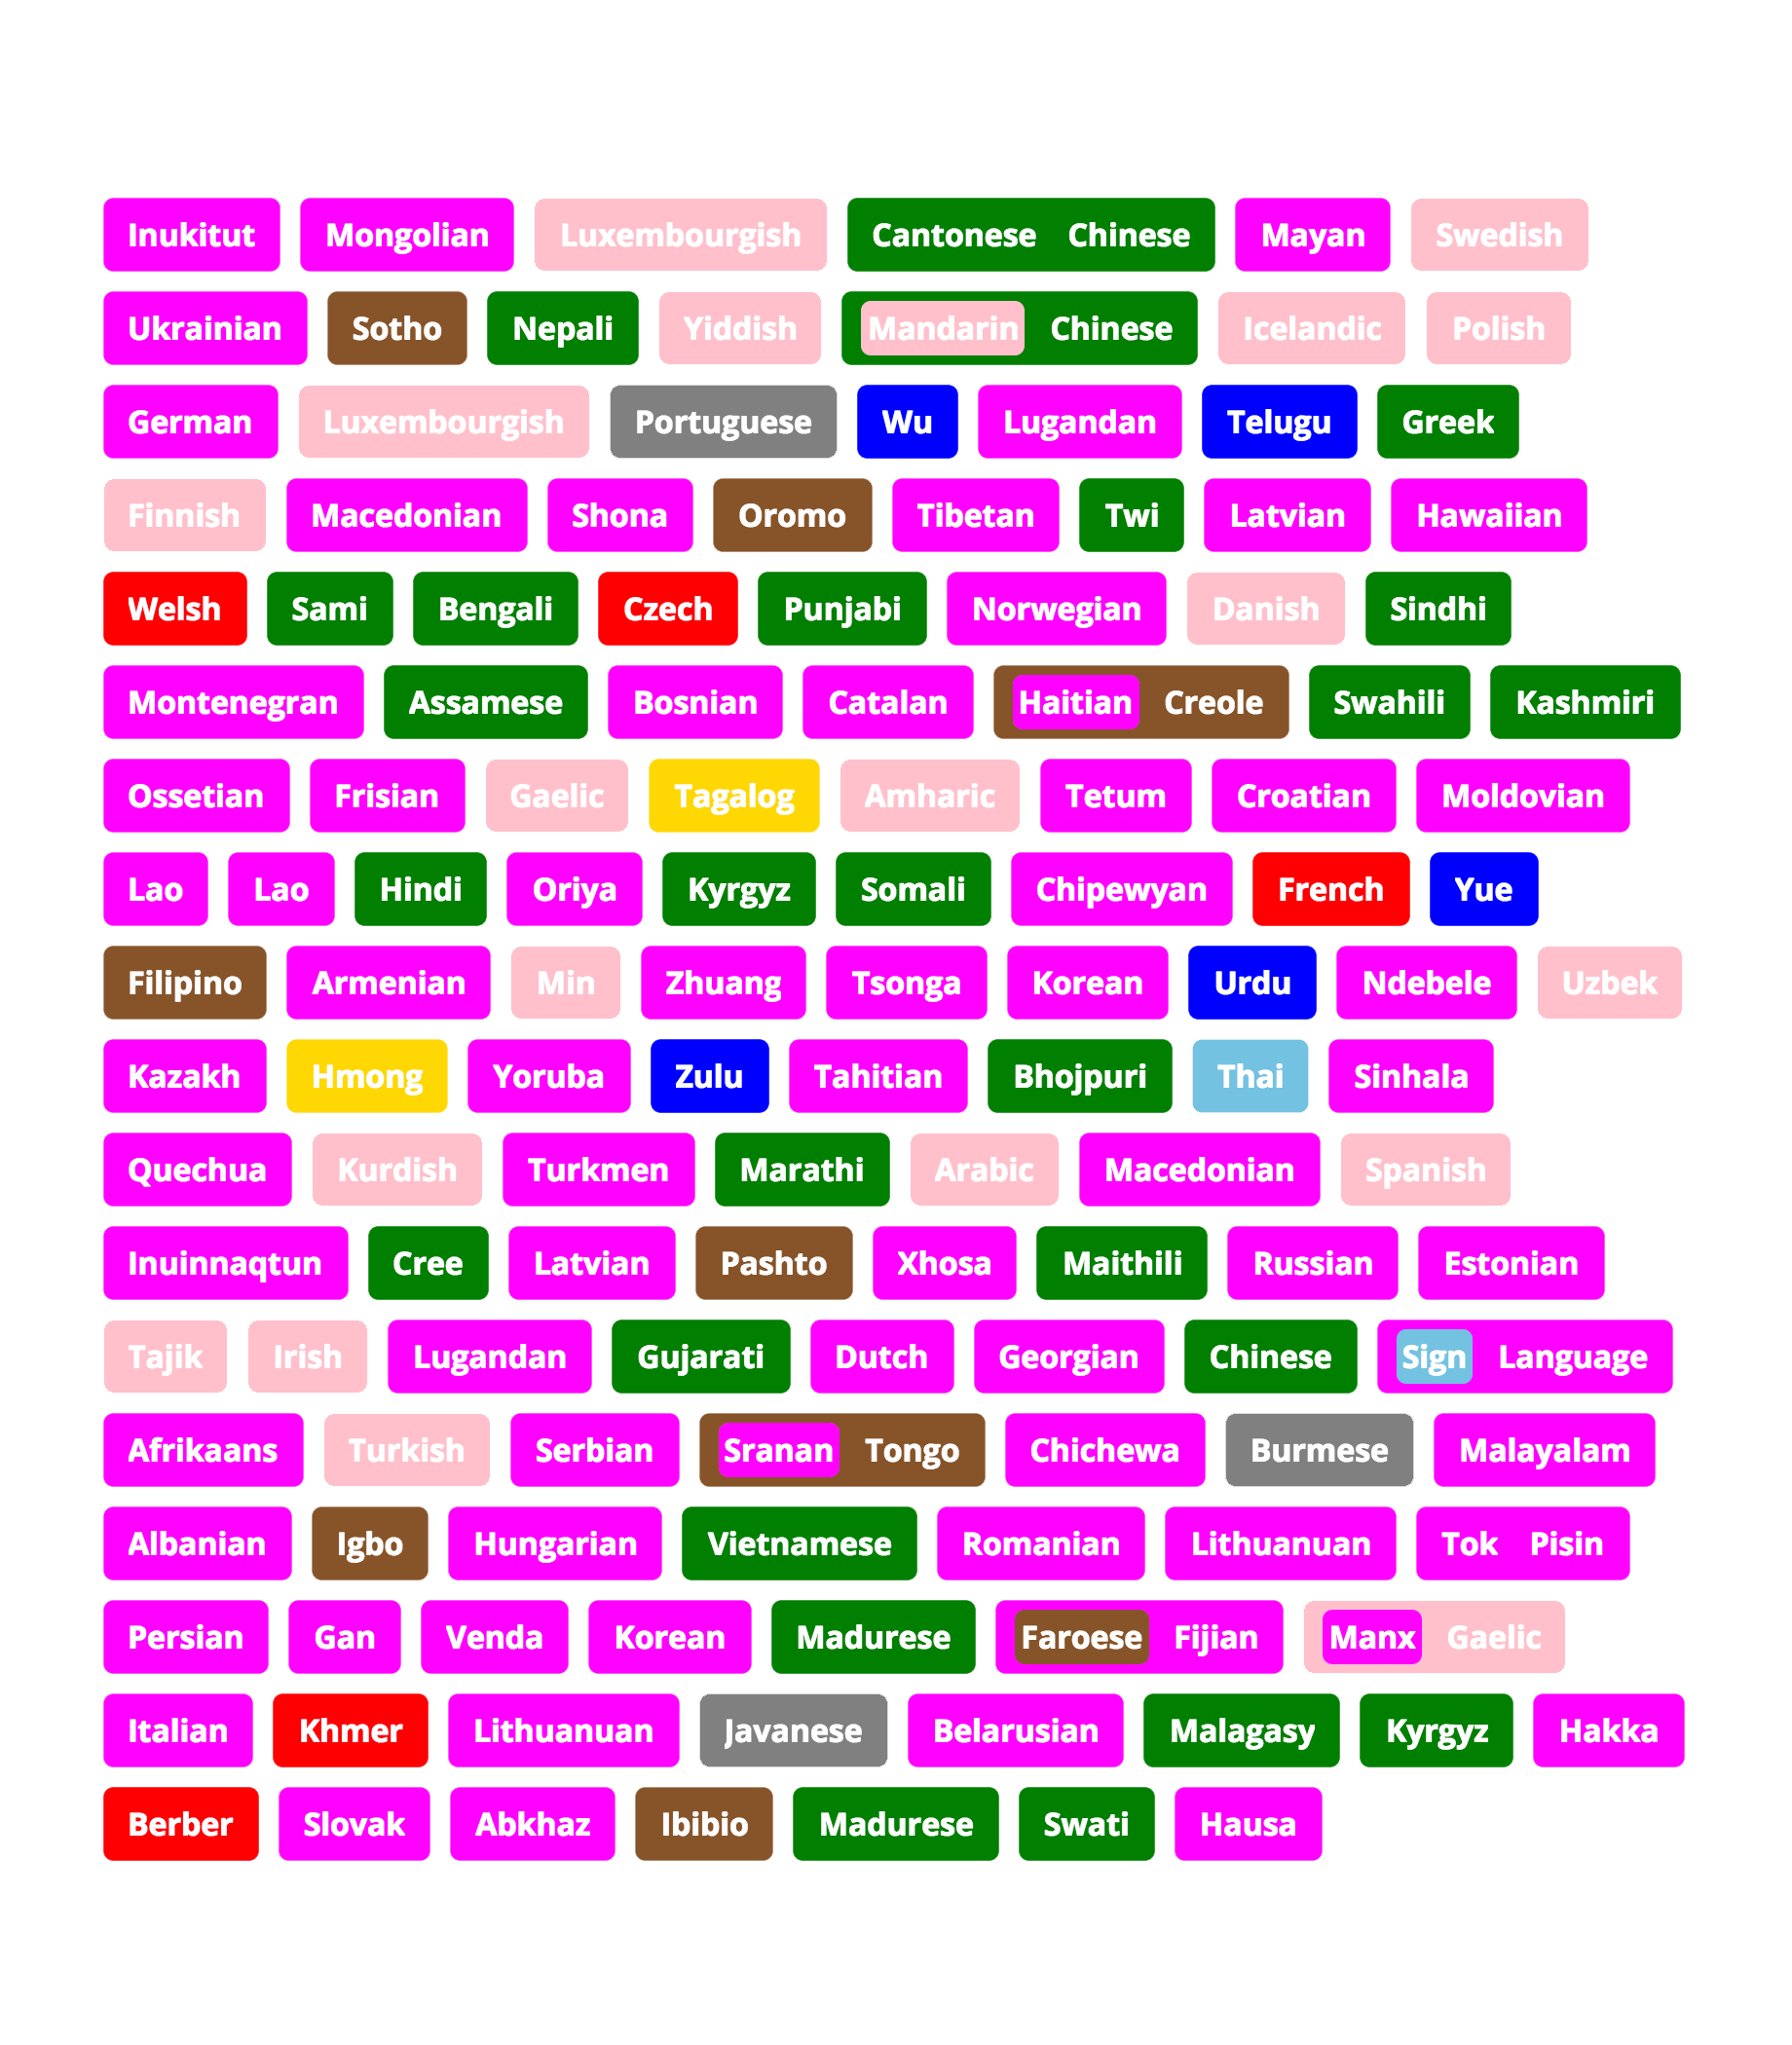 Inukitut Mongolian Luxembourgish Cantonese Chinese Mayan Swedish
Ukrainian Sotho Nepali Yiddish Mandarin Chinese Icelandic Polish
German Luxembourgish Portuguese Wu Lugandan Telugu Greek
Finnish Macedonian Shona Oromo Tibetan Twi Latvian Hawaiian
Welsh Sami Bengali Czech Punjabi Norwegian Danish Sindhi
Montenegran Assamese Bosnian Catalan Haitian Creole Swahili Kashmiri
Ossetian Frisian Gaelic Tagalog Amharic Tetum Croatian Moldovian
Lao Lao Hindi Oriya Kyrgyz Somali Chipewyan French Yue
Filipino Armenian Min Zhuang Tsonga Korean Urdu Ndebele Uzbek
Kazakh Hmong Yoruba Zulu Tahitian Bhojpuri Thai Sinhala
Quechua Kurdish Turkmen Marathi Arabic Macedonian Spanish
Inuinnaqtun Cree Latvian Pashto Xhosa Maithili Russian Estonian
Tajik Irish Lugandan Gujarati Dutch Georgian Chinese Sign Language
Afrikaans Turkish Serbian Sranan Tongo Chichewa Burmese Malayalam
Albanian Igbo Hungarian Vietnamese Romanian Lithuanuan Tok Pisin
Persian Gan Venda Korean Madurese Faroese Fijian Manx Gaelic
Italian Khmer Lithuanuan Javanese Belarusian Malagasy Kyrgyz Hakka
Berber Slovak Abkhaz Ibibio Madurese Swati Hausa